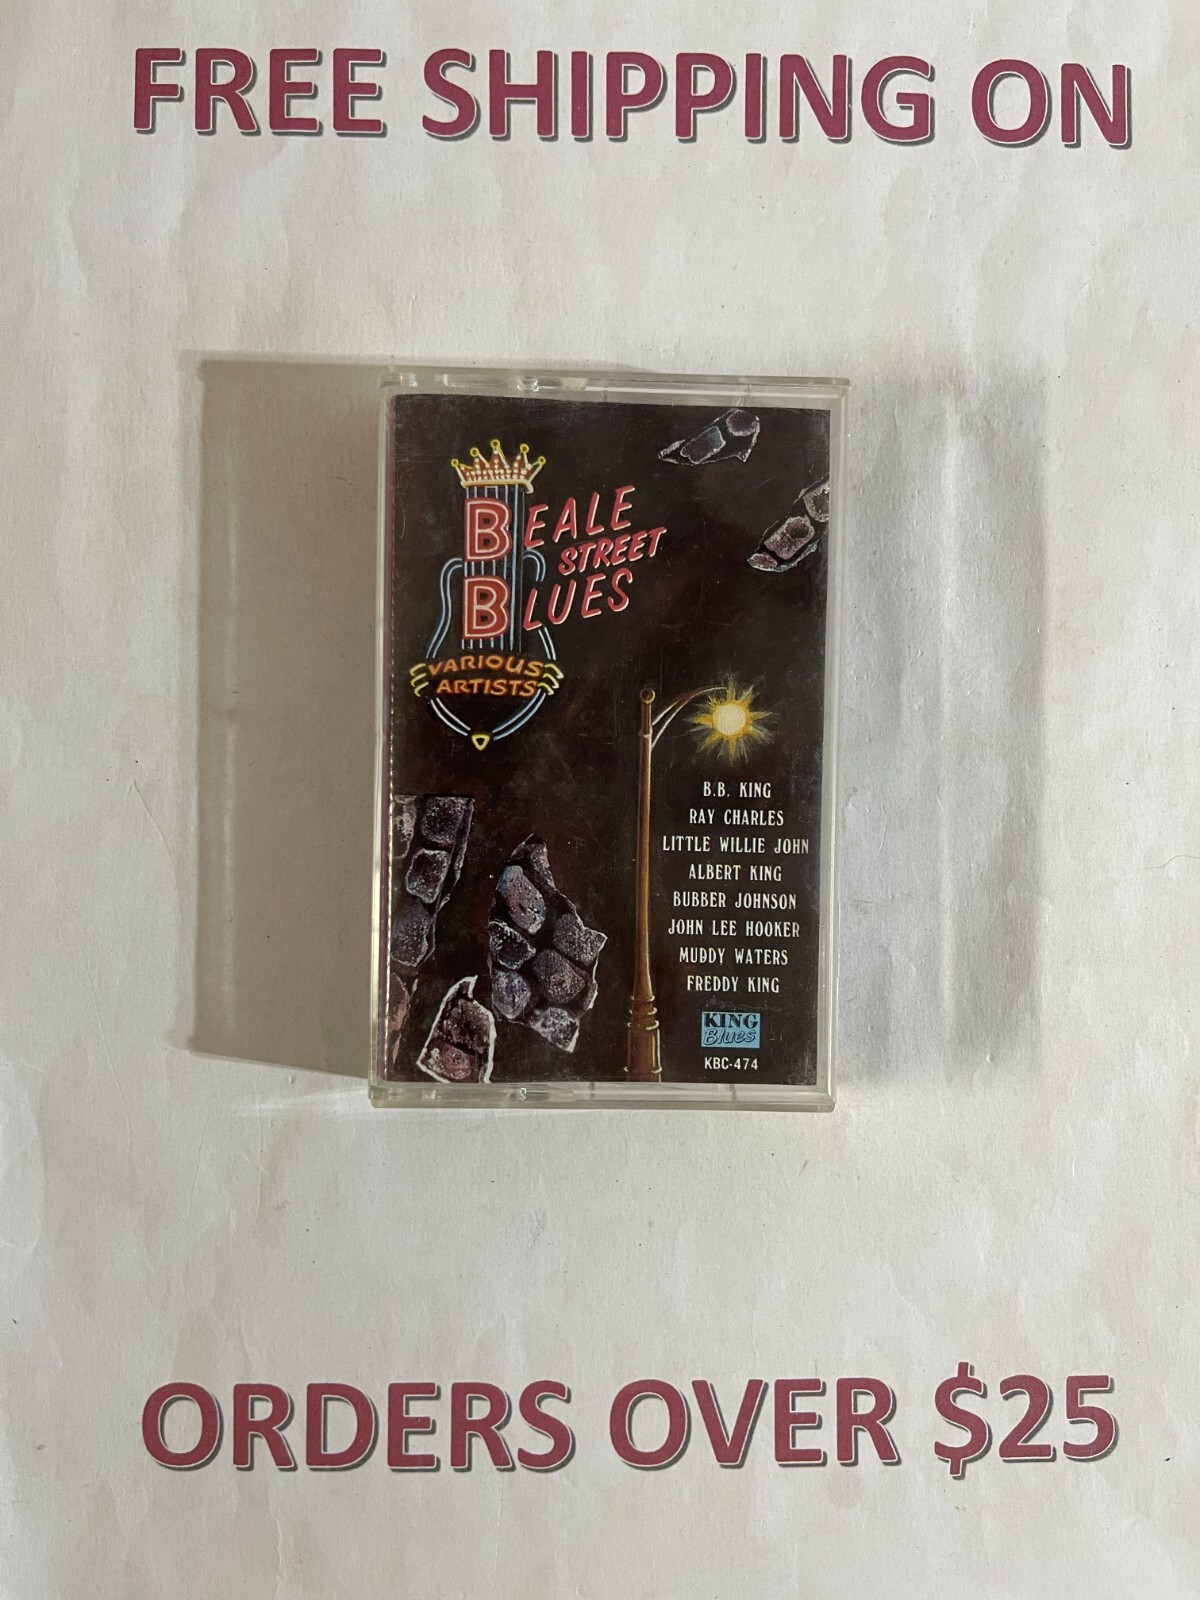 FREE SHIPPING ON
BEALE
STREET
BLUES
VARIOUS
ARTISTS
B.B. KING
RAY CHARLES
LITTLE WILLIE JOHN
ALBERT KING
BUBBER JOHNSON
JOHN LEE HOOKER
MUDDY WATERS
FREDDY KING
KING
Blues
KBC-474
ORDERS OVER $25